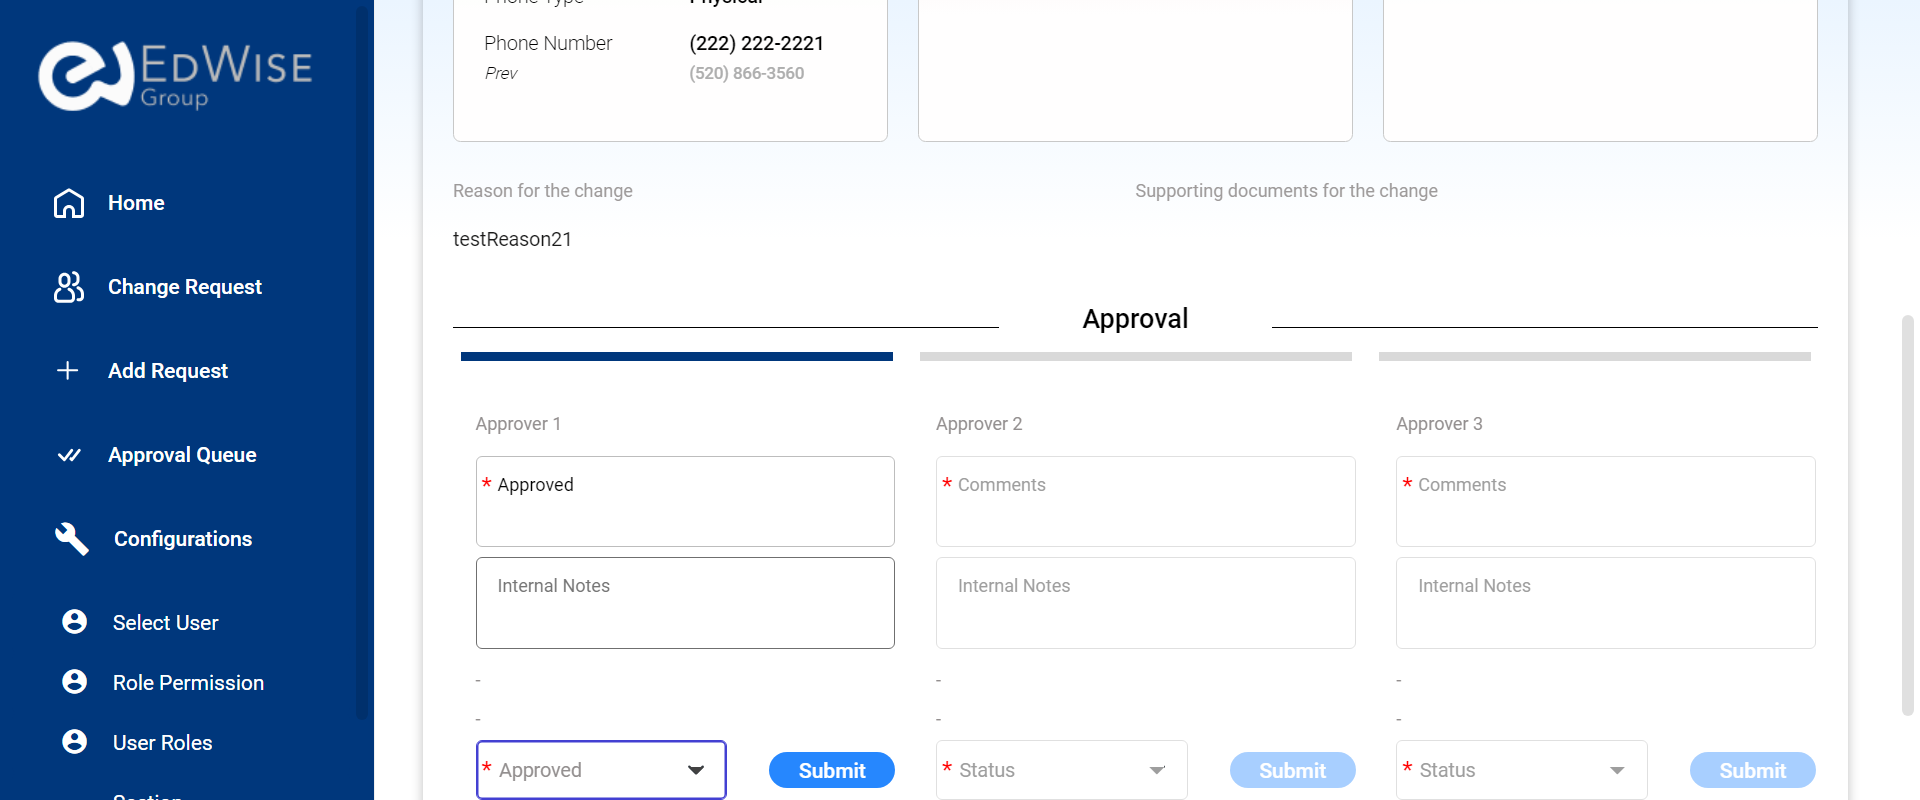 EDWISE
Group
Home
Change Request
Add Request
Approval Queue
Configurations
Select User
Role Permission
User Roles
Section
Phone Type Physical
Phone Number (222) 222-2221
Prev (520) 866-3560
Reason for the change
Supporting documents for the change
testReason21
Approval
Approver 1
* Approved
Internal Notes
-
-
* Approved
Submit
Approver 2
* Comments
Internal Notes
-
-
* Status
Submit
Approver 3
* Comments
Internal Notes
-
-
* Status
Submit